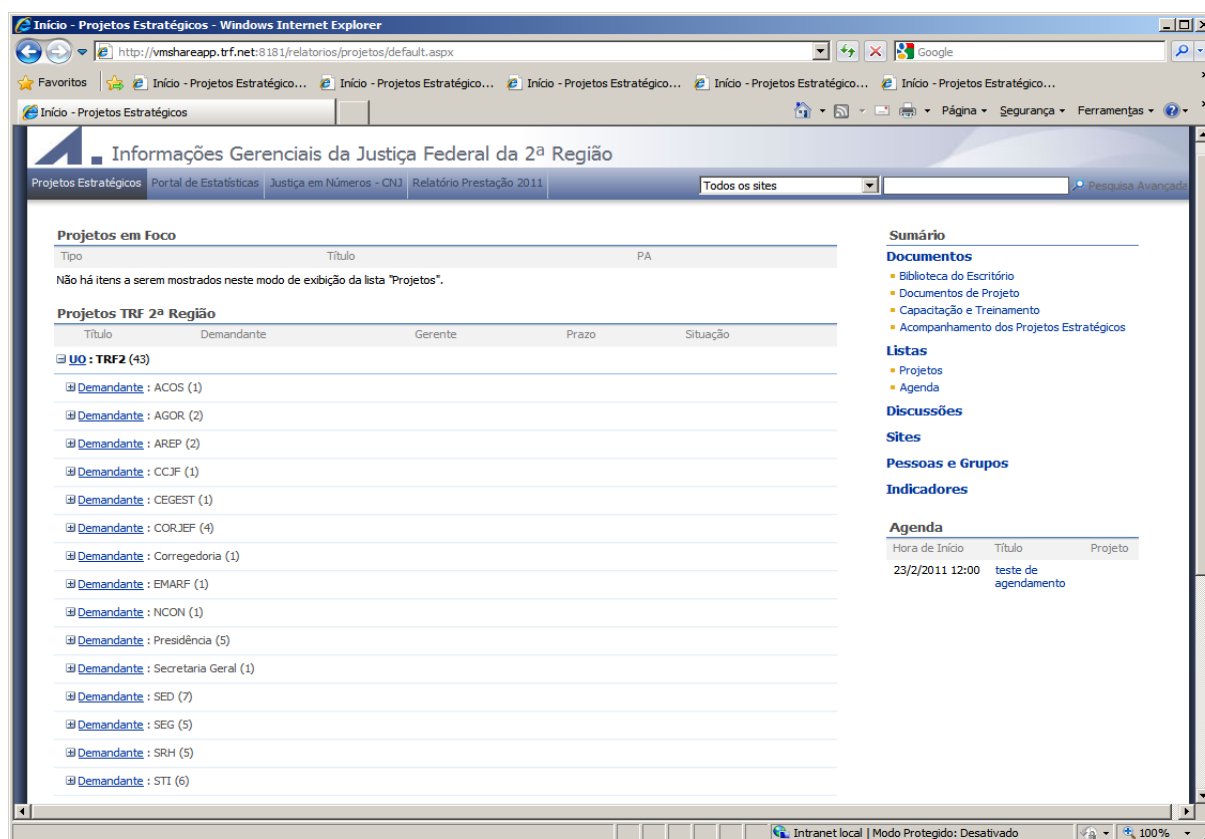 Início - Projetos Estratégicos - Windows Internet Explorer
http://vmshareapp.trf.net:8181/relatorios/projetos/default.aspx
Google
Favoritos Início - Projetos Estratégico... Início - Projetos Estratégico... Início - Projetos Estratégico... Início - Projetos Estratégico... Início - Projetos Estratégico...
Início - Projetos Estratégicos
Página Segurança Ferramentas
Informações Gerenciais da Justiça Federal da 2ª Região
Projetos Estratégicos Portal de Estatísticas Justiça em Números - CNJ Relatório Prestação 2011 Todos os sites Pesquisa Avançada
Projetos em Foco
Tipo Título PA
Não há itens a serem mostrados neste modo de exibição da lista "Projetos".
Projetos TRF 2ª Região
Título Demandante Gerente Prazo Situação
UO : TRF2 (43)
Demandante : ACOS (1)
Demandante : AGOR (2)
Demandante : AREP (2)
Demandante : CCJF (1)
Demandante : CEGEST (1)
Demandante : CORJEF (4)
Demandante : Corregedoria (1)
Demandante : EMARF (1)
Demandante : NCON (1)
Demandante : Presidência (5)
Demandante : Secretaria Geral (1)
Demandante : SED (7)
Demandante : SEG (5)
Demandante : SRH (5)
Demandante : STI (6)
Sumário
Documentos
Biblioteca do Escritório
Documentos de Projeto
Capacitação e Treinamento
Acompanhamento dos Projetos Estratégicos
Listas
Projetos
Agenda
Discussões
Sites
Pessoas e Grupos
Indicadores
Agenda
Hora de Início Título Projeto
23/2/2011 12:00 teste de
agendamento
Intranet local | Modo Protegido: Desativado 100%